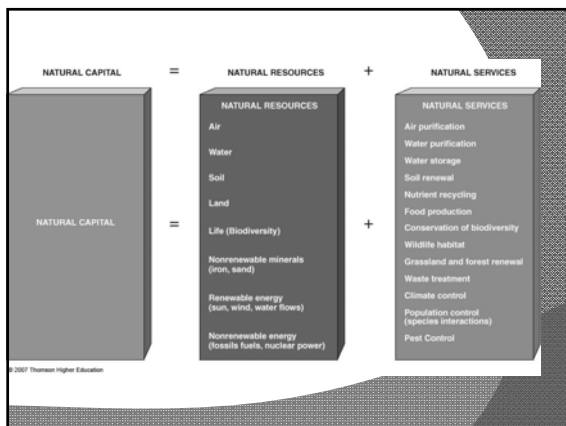 NATURAL CAPITAL = NATURAL RESOURCES + NATURAL SERVICES
NATURAL CAPITAL
=
NATURAL RESOURCES
Air
Water
Soil
Land
Life (Biodiversity)
Nonrenewable minerals
(iron, sand)
Renewable energy
(sun, wind, water flows)
Nonrenewable energy
(fossils fuels, nuclear power)
+
NATURAL SERVICES
Air purification
Water purification
Water storage
Soil renewal
Nutrient recycling
Food production
Conservation of biodiversity
Wildlife habitat
Grassland and forest renewal
Waste treatment
Climate control
Population control
(species interactions)
Pest Control
© 2007 Thomson Higher Education